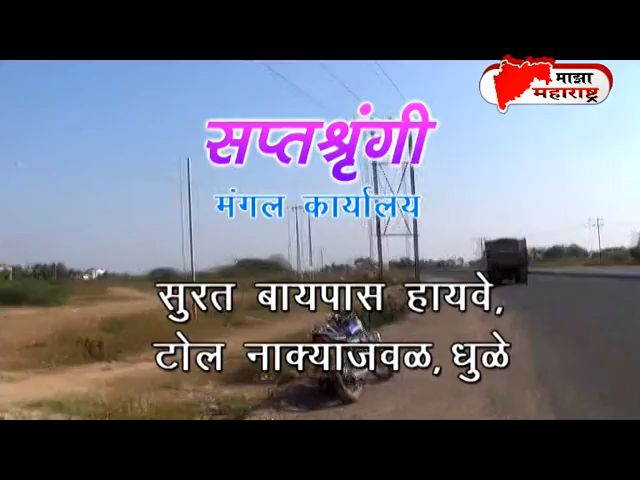 माझा
महाराष्ट्र
सप्तश्रृंगी
मंगल कार्यालय
सुरत बायपास हायवे,
टोल नाक्याजवळ, धुळे